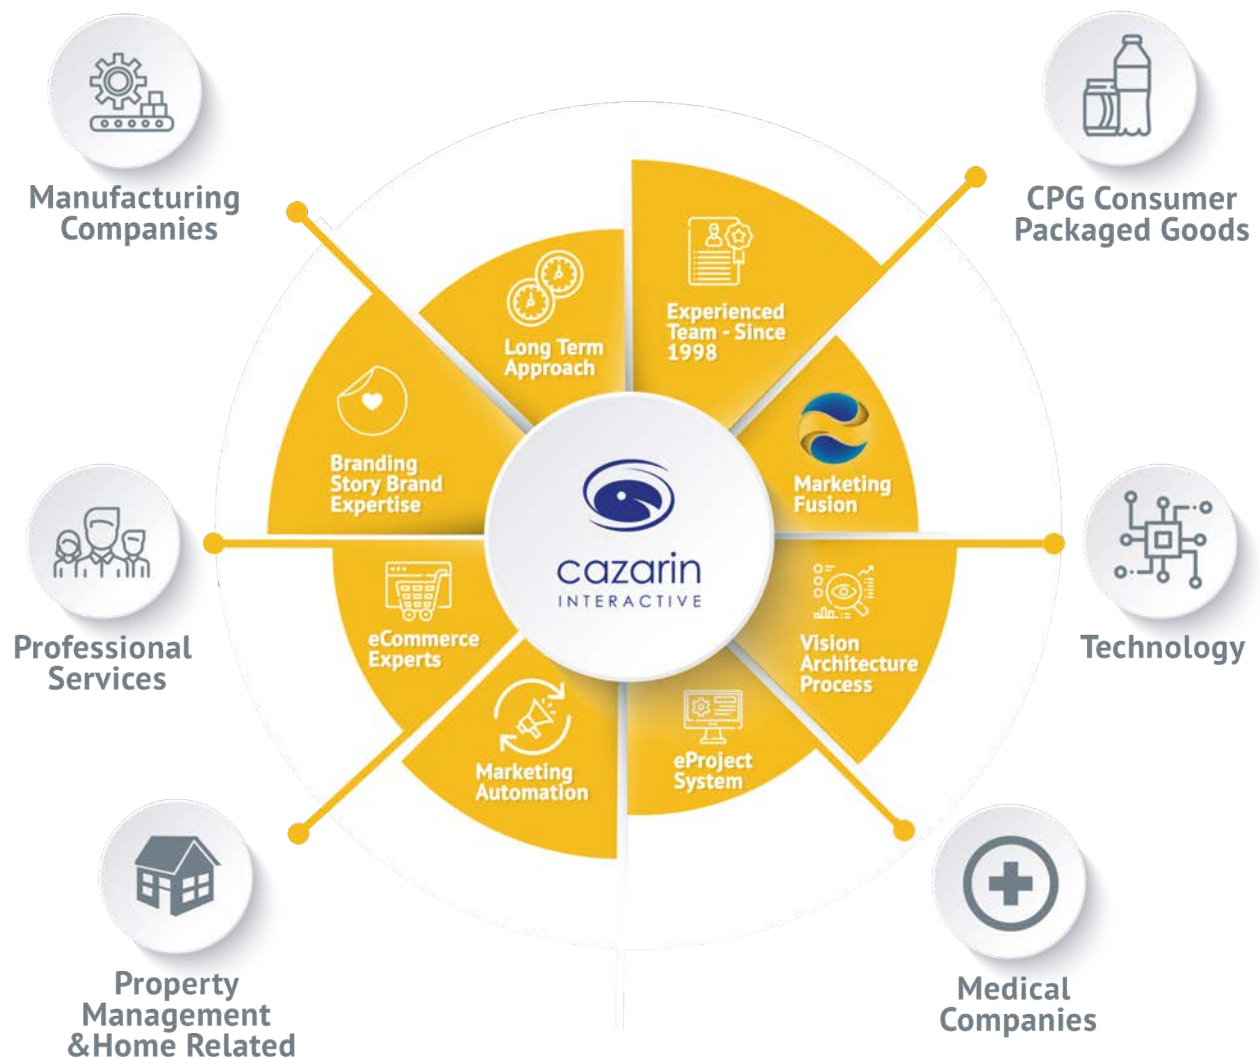 Manufacturing
Companies
CPG Consumer
Packaged Goods
Experienced
Team - Since
1998
Long Term
Approach
Branding
Story Brand
Expertise
Marketing
Fusion
cazarin
INTERACTIVE
eCommerce
Experts
Vision
Architecture
Process
Marketing
Automation
eProject
System
Professional
Services
Technology
Property
Management
&Home Related
Medical
Companies